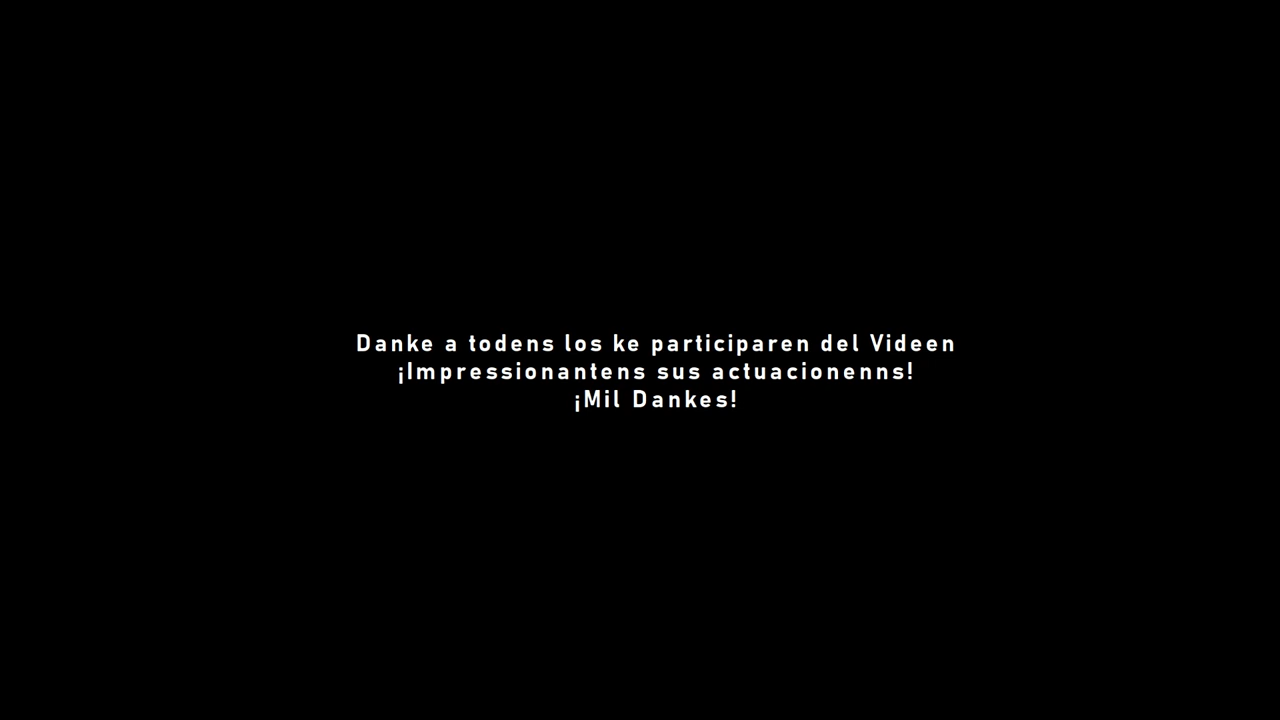 Danke a todens los ke participaren del Videen
¡Impressionantens sus actuacionenns!
¡Mil Dankes!